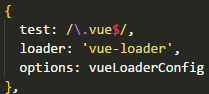 {
test: /\.vue$/,
loader: 'vue-loader',
options: vueLoaderConfig
},